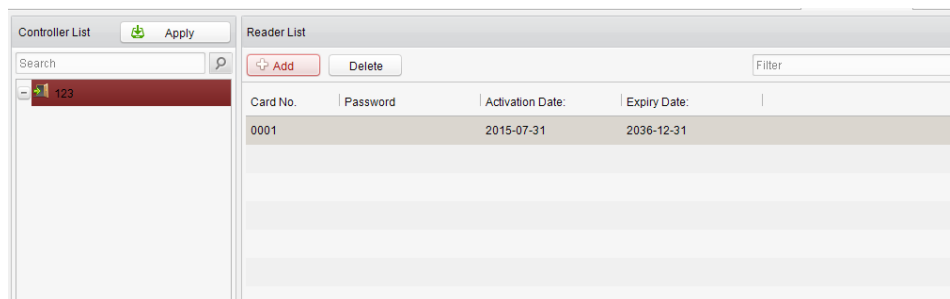 Controller List
Apply
Reader List
Search
Add
Delete
Filter
123
Card No.
Password
Activation Date:
Expiry Date:
0001
2015-07-31
2036-12-31